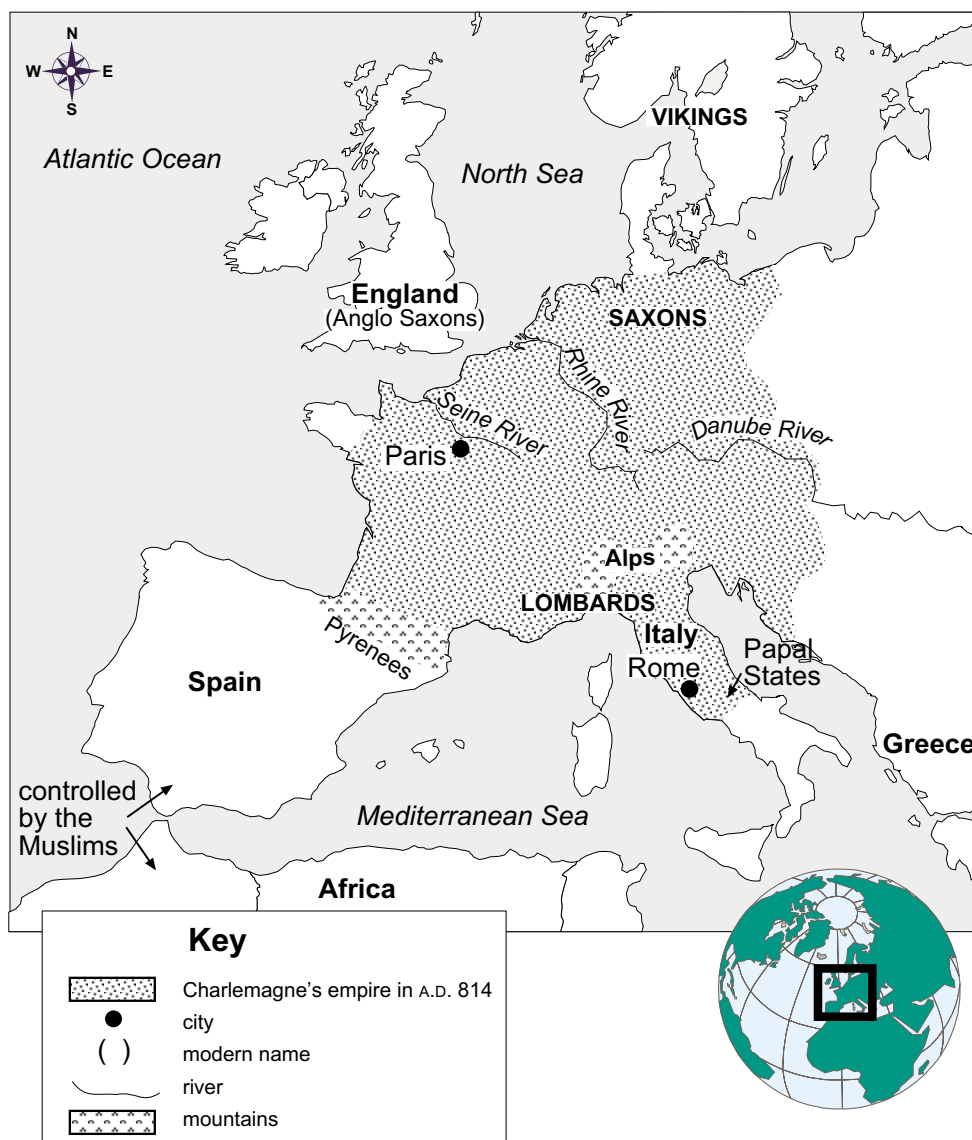 N
W E
S
Atlantic Ocean
North Sea
VIKINGS
England
(Anglo Saxons)
SAXONS
Rhine River
Seine River
Danube River
Paris
Alps
LOMBARDS
Pyrenees
Italy
Rome
Papal
States
Spain
Greece
controlled
by the
Muslims
Mediterranean Sea
Africa
Key
Charlemagne’s empire in A.D. 814
city
( ) modern name
river
mountains